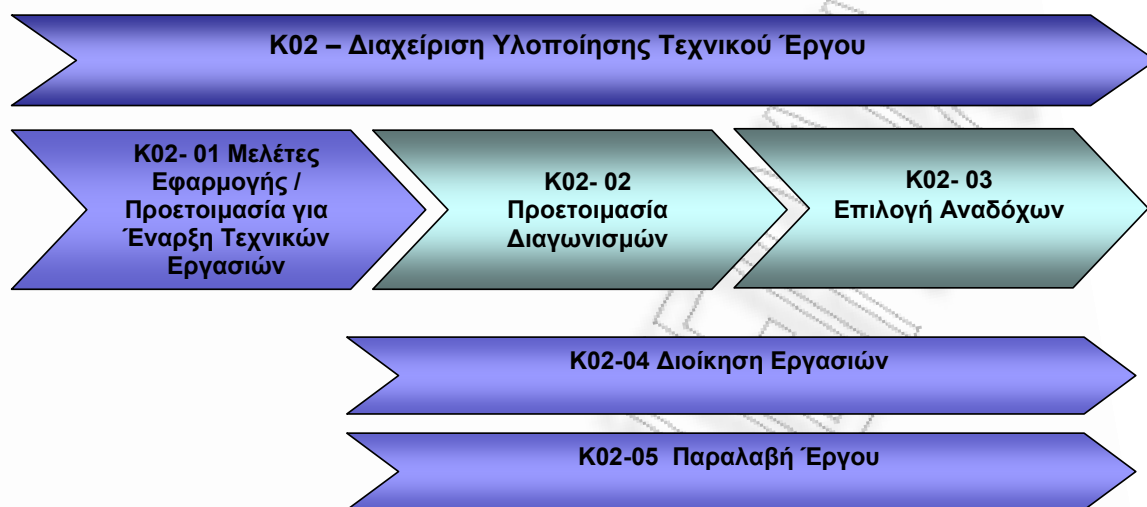 Κ02 – Διαχείριση Υλοποίησης Τεχνικού Έργου
Κ02- 01 Μελέτες
Εφαρμογής /
Προετοιμασία για
Έναρξη Τεχνικών
Εργασιών
Κ02- 02
Προετοιμασία
Διαγωνισμών
Κ02- 03
Επιλογή Αναδόχων
Κ02-04 Διοίκηση Εργασιών
Κ02-05 Παραλαβή Έργου